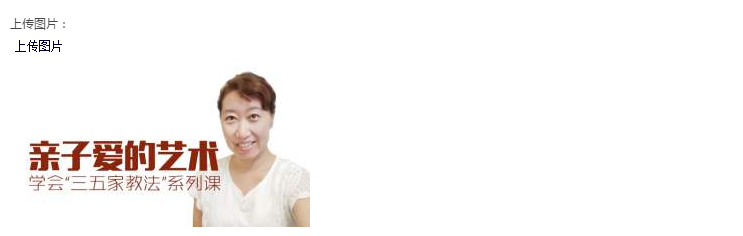 上传图片：
上传图片
亲子爱的艺术
学会“三五家教法”系列课